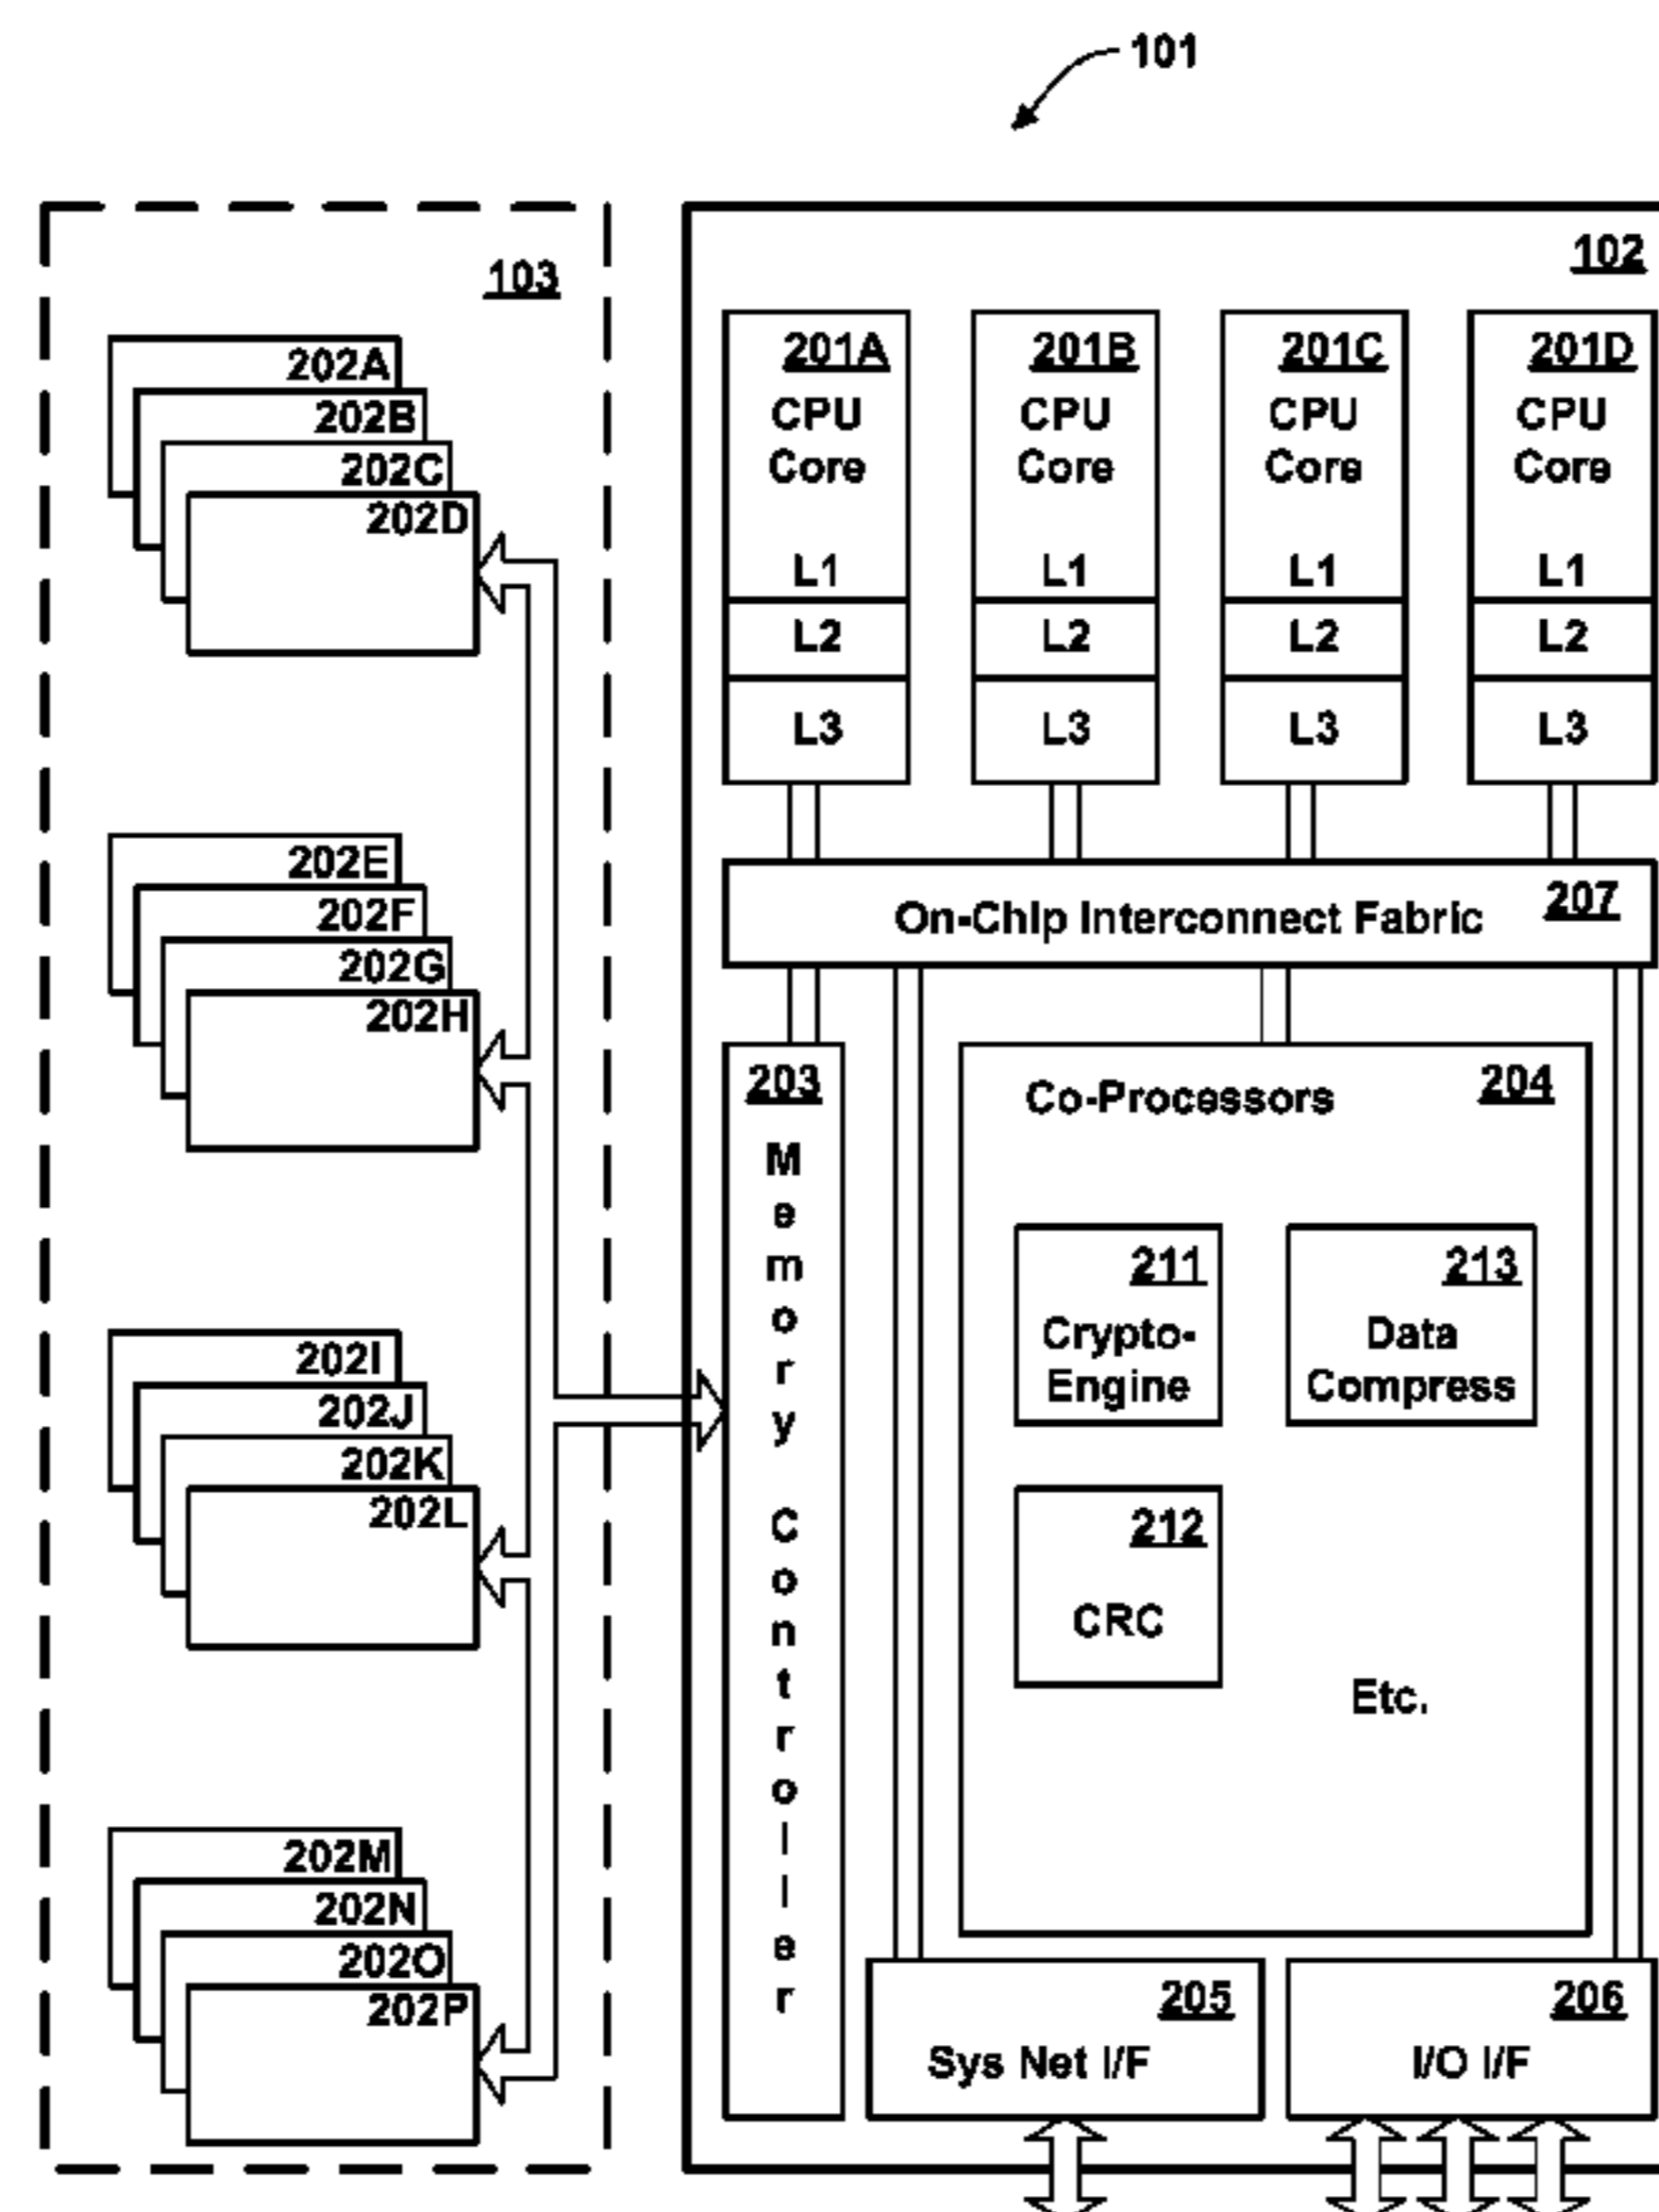 101
103
202A
202B
202C
202D
202E
202F
202G
202H
202I
202J
202K
202L
202M
202N
202O
202P
102
201A
CPU
Core
L1
L2
L3
201B
CPU
Core
L1
L2
L3
201C
CPU
Core
L1
L2
L3
201D
CPU
Core
L1
L2
L3
207
On-Chip Interconnect Fabric
203
Memory Controller
Co-Processors
204
211
Crypto-
Engine
213
Data
Compress
212
CRC
Etc.
205
Sys Net I/F
206
I/O I/F